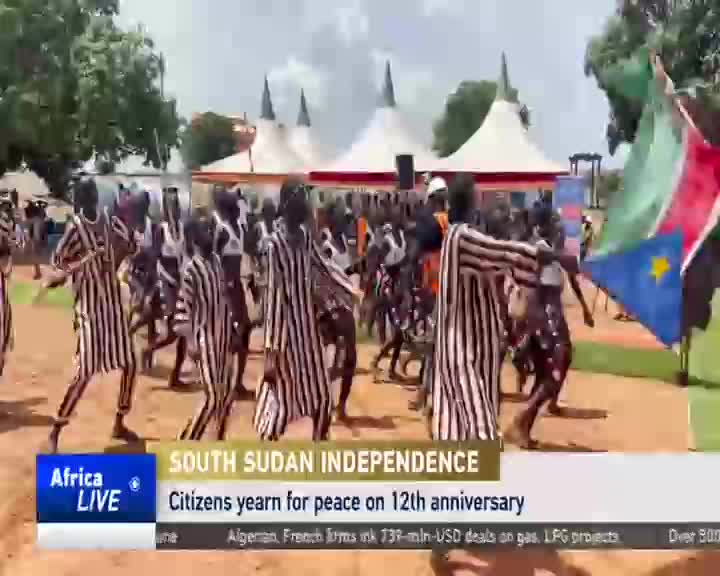 SOUTH SUDAN INDEPENDENCE
Africa
LIVE
Citizens yearn for peace on 12th anniversary
Algerian, French firms ink 739-mln-USD deals on gas, LPG projects. Over